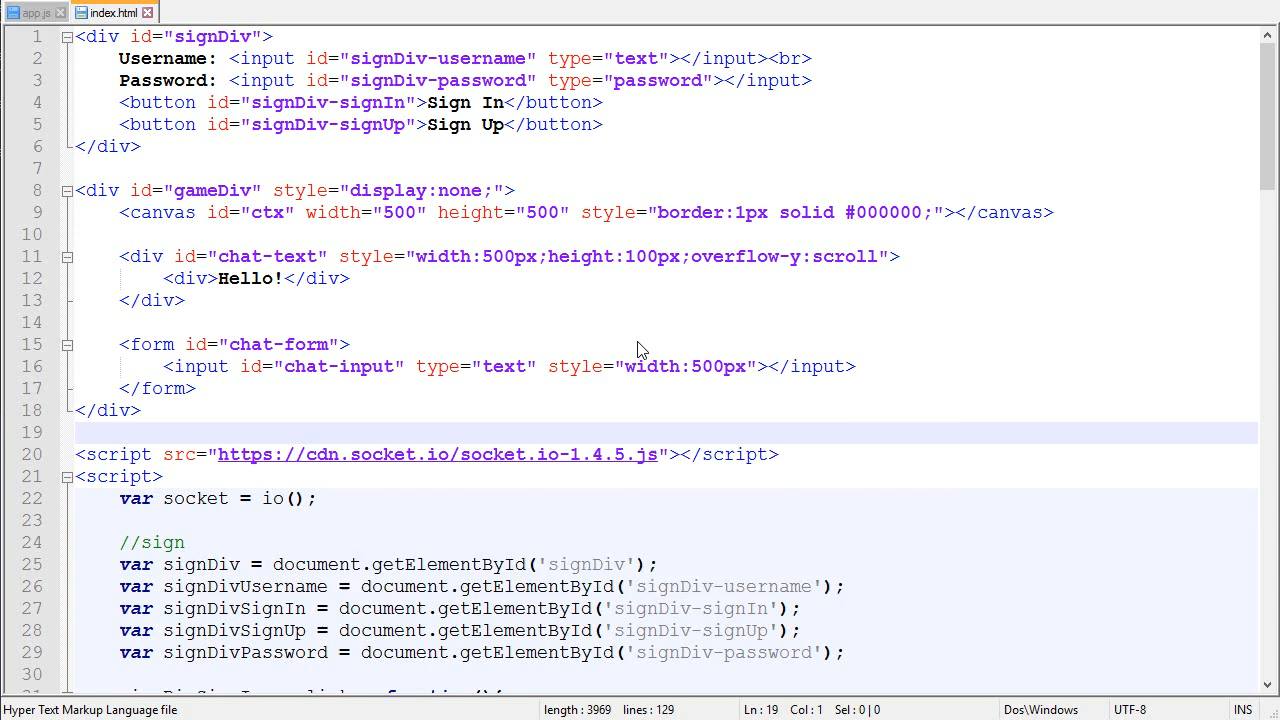 app.js index.html
1 <div id="signDiv">
2 Username: <input id="signDiv-username" type="text"></input><br>
3 Password: <input id="signDiv-password" type="password"></input>
4 <button id="signDiv-signIn">Sign In</button>
5 <button id="signDiv-signUp">Sign Up</button>
6 </div>
7
8 <div id="gameDiv" style="display:none;">
9 <canvas id="ctx" width="500" height="500" style="border:1px solid #000000;"></canvas>
10
11 <div id="chat-text" style="width:500px;height:100px;overflow-y:scroll">
12 <div>Hello!</div>
13 </div>
14
15 <form id="chat-form">
16 <input id="chat-input" type="text" style="width:500px"></input>
17 </form>
18 </div>
19
20 <script src="https://cdn.socket.io/socket.io-1.4.5.js"></script>
21 <script>
22 var socket = io();
23
24 //sign
25 var signDiv = document.getElementById('signDiv');
26 var signDivUsername = document.getElementById('signDiv-username');
27 var signDivSignIn = document.getElementById('signDiv-signIn');
28 var signDivSignUp = document.getElementById('signDiv-signUp');
29 var signDivPassword = document.getElementById('signDiv-password');
30
Hyper Text Markup Language file length : 3969 lines : 129 Ln : 19 Col : 1 Sel : 0 | 0 Dos\Windows UTF-8 INS